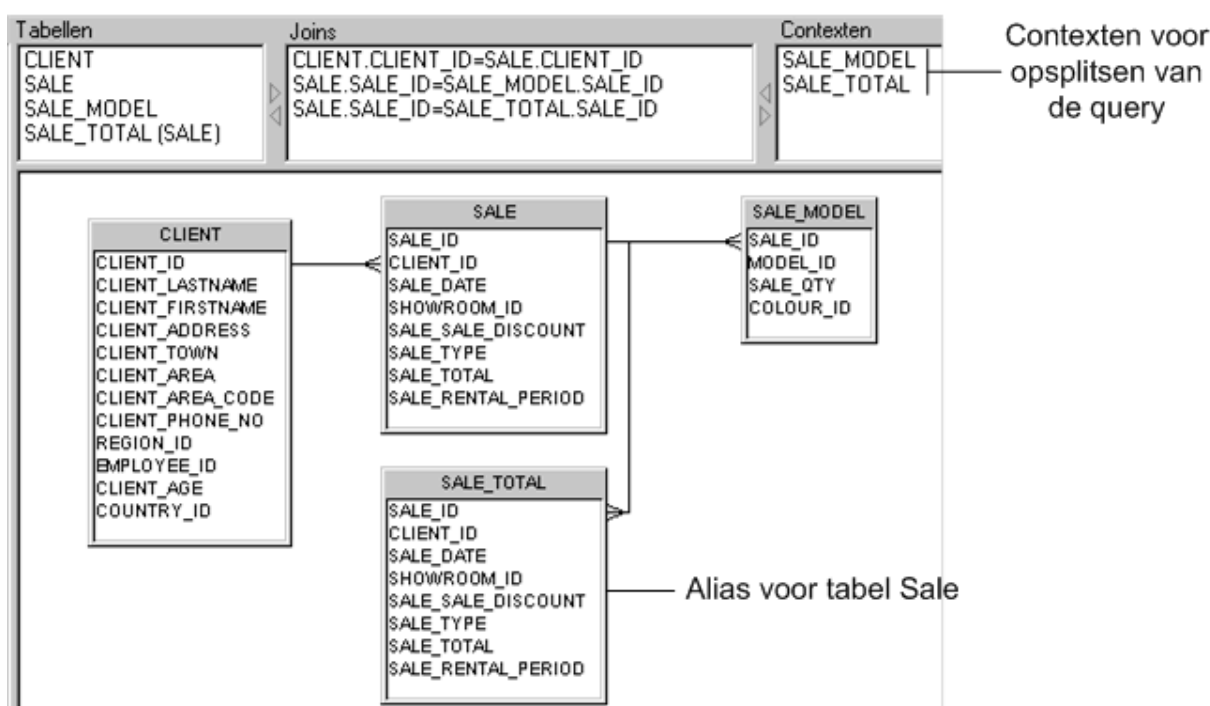 Tabellen
CLIENT
SALE
SALE_MODEL
SALE_TOTAL (SALE)
Joins
CLIENT.CLIENT_ID=SALE.CLIENT_ID
SALE.SALE_ID=SALE_MODEL.SALE_ID
SALE.SALE_ID=SALE_TOTAL.SALE_ID
Contexten
SALE_MODEL
SALE_TOTAL
Contexten voor
opsplitsen van
de query
CLIENT
CLIENT_ID
CLIENT_LASTNAME
CLIENT_FIRSTNAME
CLIENT_ADDRESS
CLIENT_TOWN
CLIENT_AREA
CLIENT_AREA_CODE
CLIENT_PHONE_NO
REGION_ID
EMPLOYEE_ID
CLIENT_AGE
COUNTRY_ID
SALE
SALE_ID
CLIENT_ID
SALE_DATE
SHOWROOM_ID
SALE_SALE_DISCOUNT
SALE_TYPE
SALE_TOTAL
SALE_RENTAL_PERIOD
SALE_MODEL
SALE_ID
MODEL_ID
SALE_QTY
COLOUR_ID
SALE_TOTAL
SALE_ID
CLIENT_ID
SALE_DATE
SHOWROOM_ID
SALE_SALE_DISCOUNT
SALE_TYPE
SALE_TOTAL
SALE_RENTAL_PERIOD
Alias voor tabel Sale